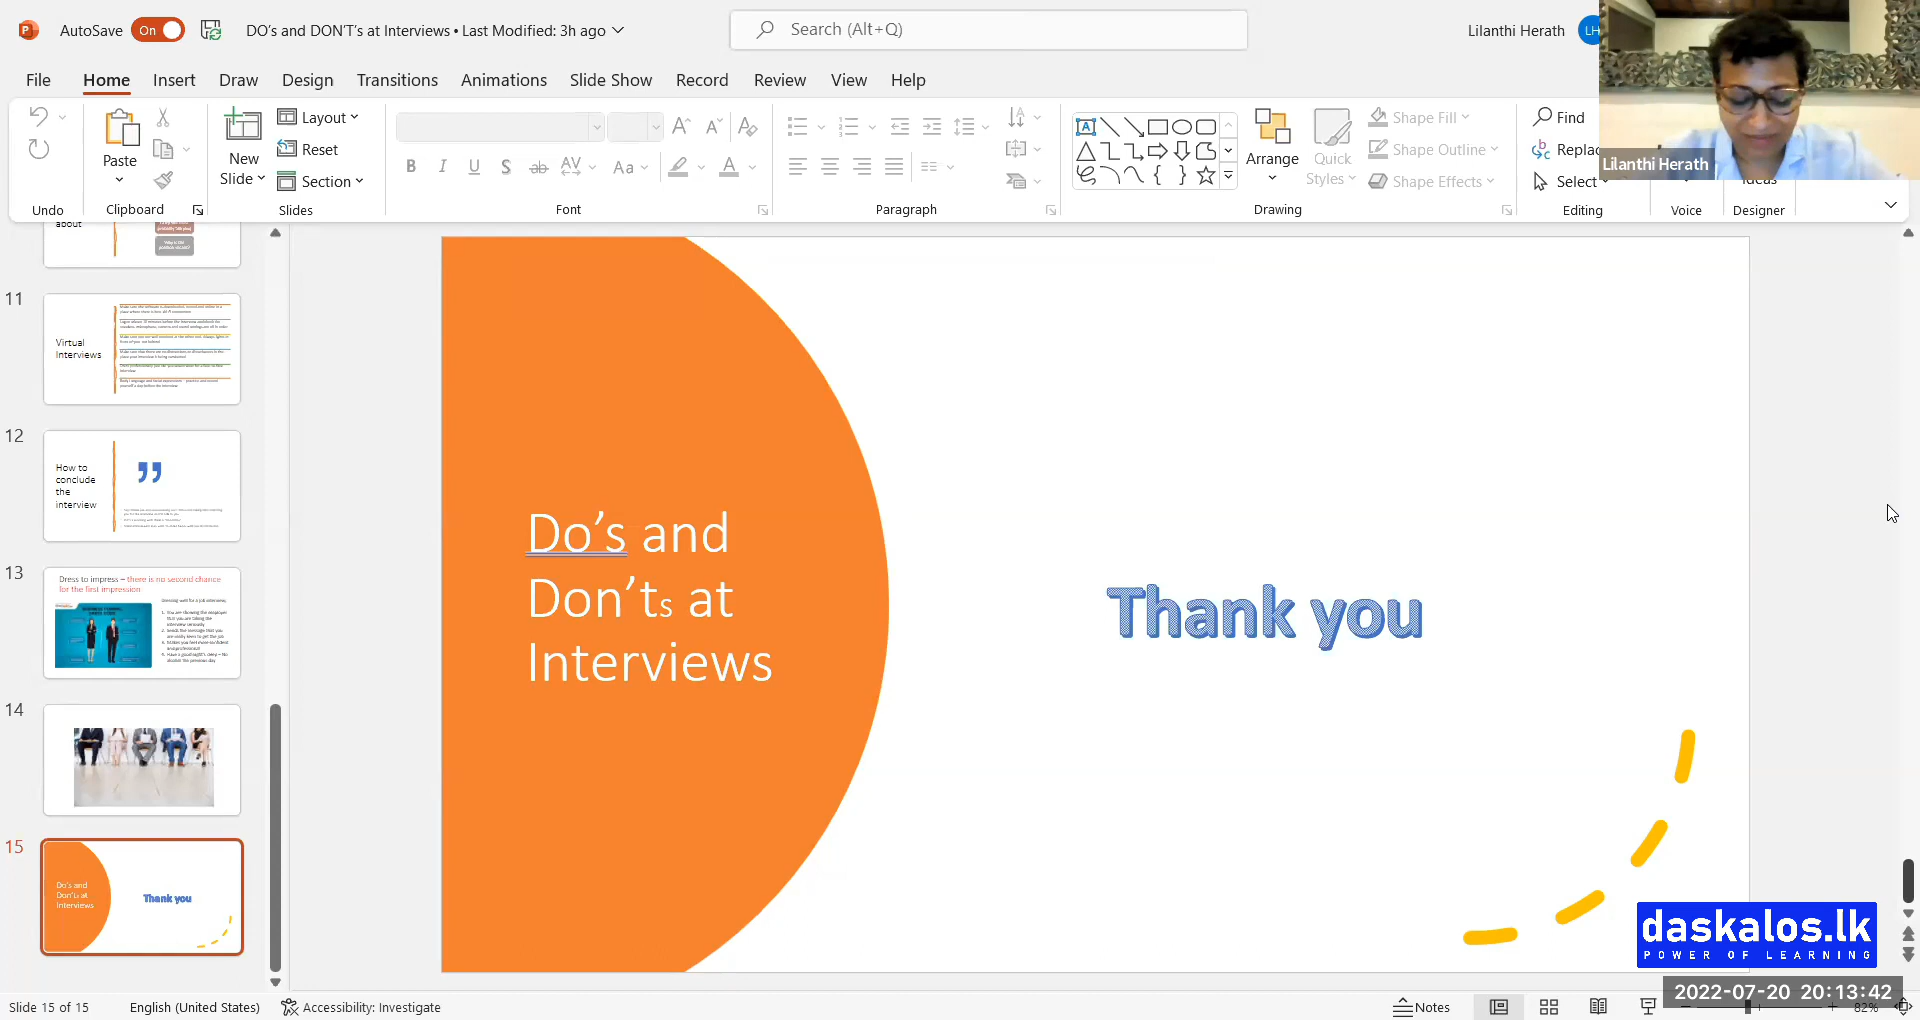 AutoSave On DO's and DON'T's at Interviews • Last Modified: 3h ago Search (Alt+Q) Lilanthi Herath LH
File Home Insert Draw Design Transitions Animations Slide Show Record Review View Help
Paste New Slide Layout Reset Section
B I U S ab AV Aa A
Arrange Quick Styles Shape Fill Shape Outline Shape Effects
Find
Select
Lilanthi Herath
Undo Clipboard Slides Font Paragraph Drawing Editing Voice Designer
about
11
Virtual
Interviews
12
How to
conclude
the
interview
13
Dress to impress – there is no second chance
for the first impression
14
15
Do's and
Don'ts at
Interviews
Thank you
Do's and
Don'ts at
Interviews
Thank you
daskalos.lk
POWER OF LEARNING
2022-07-20 20:13:42
Slide 15 of 15 English (United States) Accessibility: Investigate Notes 82%